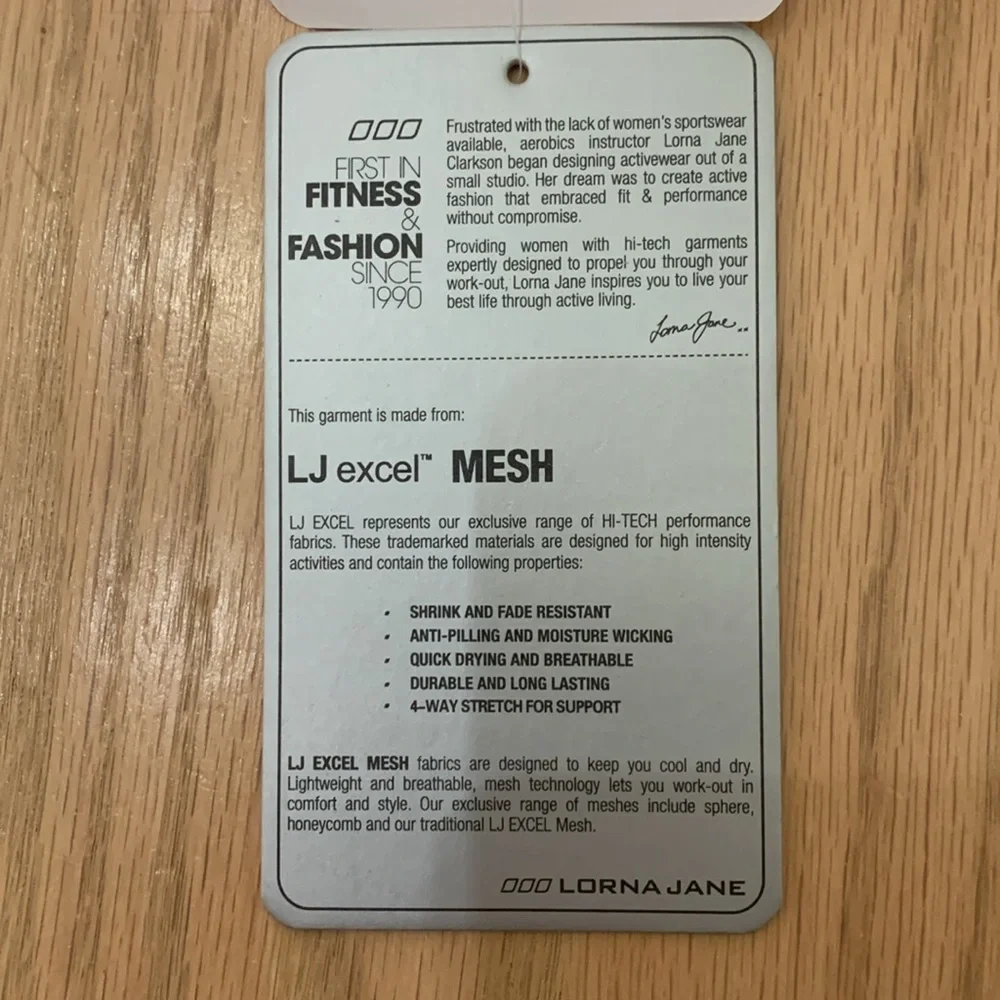 FIRST IN
FITNESS
&
FASHION
SINCE
1990
Frustrated with the lack of women's sportswear
available, aerobics instructor Lorna Jane
Clarkson began designing activewear out of a
small studio. Her dream was to create active
fashion that embraced fit & performance
without compromise.
Providing women with hi-tech garments
expertly designed to propel you through your
work-out, Lorna Jane inspires you to live your
best life through active living.
Lorna Jane..
This garment is made from:
LJ excel™ MESH
LJ EXCEL represents our exclusive range of HI-TECH performance
fabrics. These trademarked materials are designed for high intensity
activities and contain the following properties:
• SHRINK AND FADE RESISTANT
• ANTI-PILLING AND MOISTURE WICKING
• QUICK DRYING AND BREATHABLE
• DURABLE AND LONG LASTING
• 4–WAY STRETCH FOR SUPPORT
LJ EXCEL MESH fabrics are designed to keep you cool and dry.
Lightweight and breathable, mesh technology lets you work-out in
comfort and style. Our exclusive range of meshes include sphere,
honeycomb and our traditional LJ EXCEL Mesh.
LORNA JANE